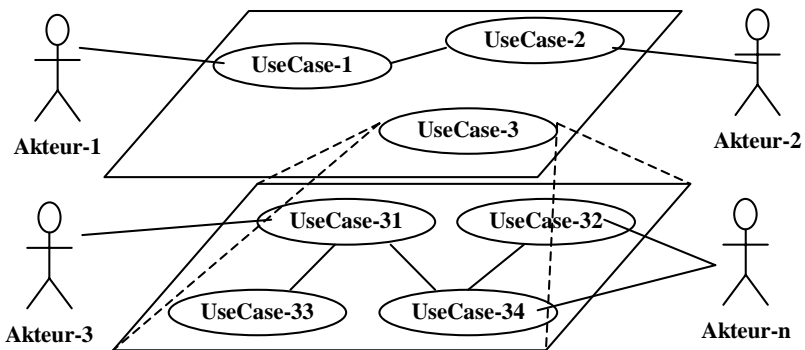 UseCase-2
UseCase-1
UseCase-3
Akteur-1
Akteur-2
UseCase-31
UseCase-32
UseCase-33
UseCase-34
Akteur-3
Akteur-n